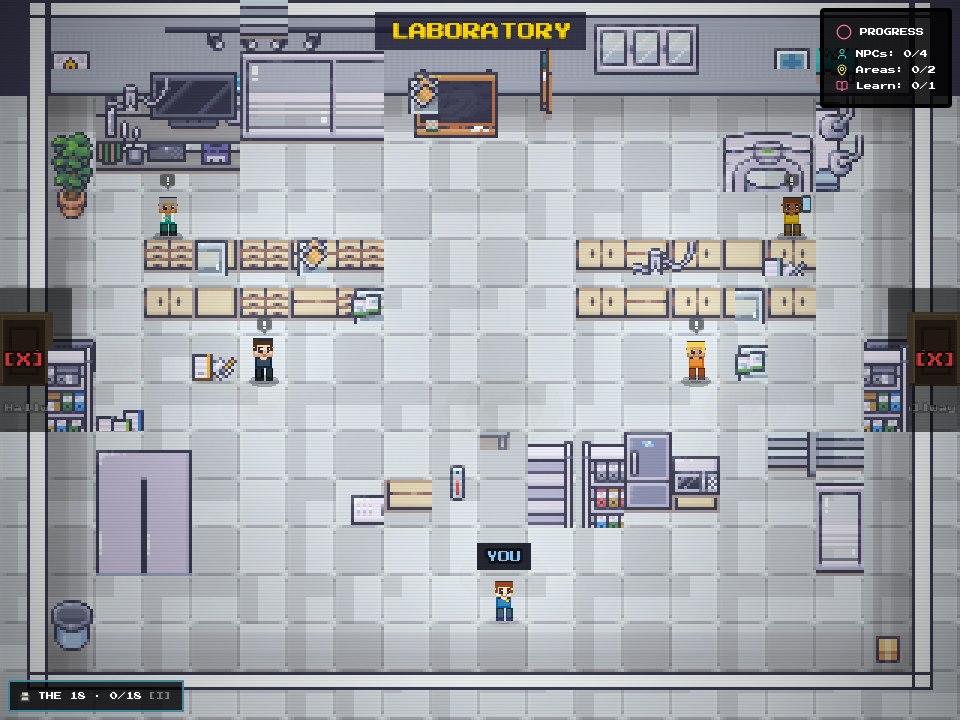 LABORATORY
PROGRESS
NPCs: 0/4
Areas: 0/2
Learn: 0/1
[X]
[X]
YOU
THE 18 · 0/18 [I]